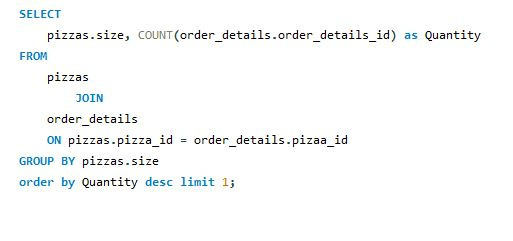 SELECT
pizzas.size, COUNT(order_details.order_details_id) as Quantity
FROM
pizzas
JOIN
order_details
ON pizzas.pizza_id = order_details.pizaa_id
GROUP BY pizzas.size
order by Quantity desc limit 1;